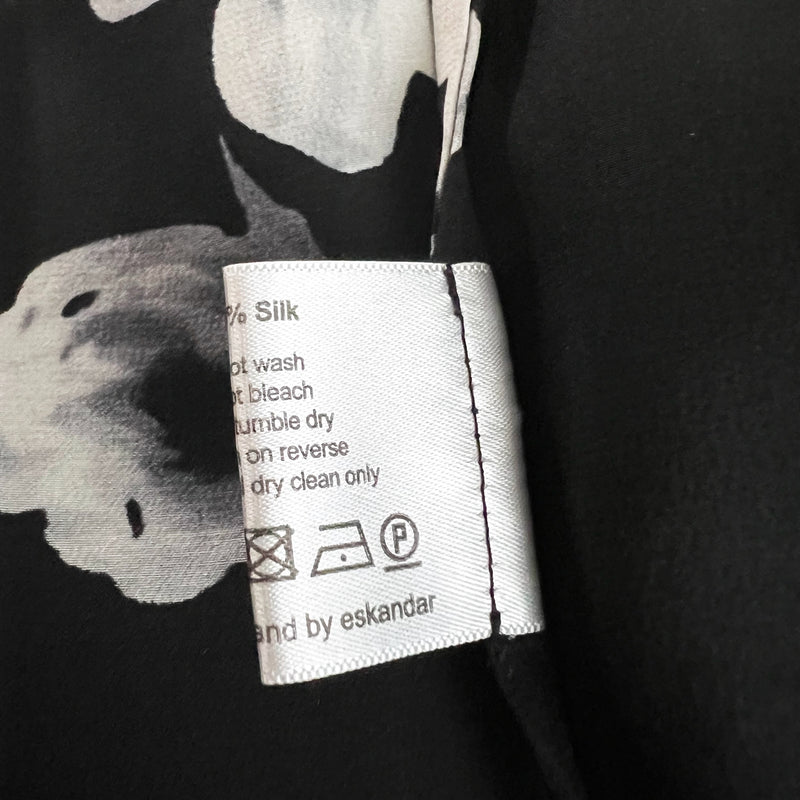 % Silk
ot wash
ot bleach
tumble dry
on reverse
dry clean only
P
and by eskandar